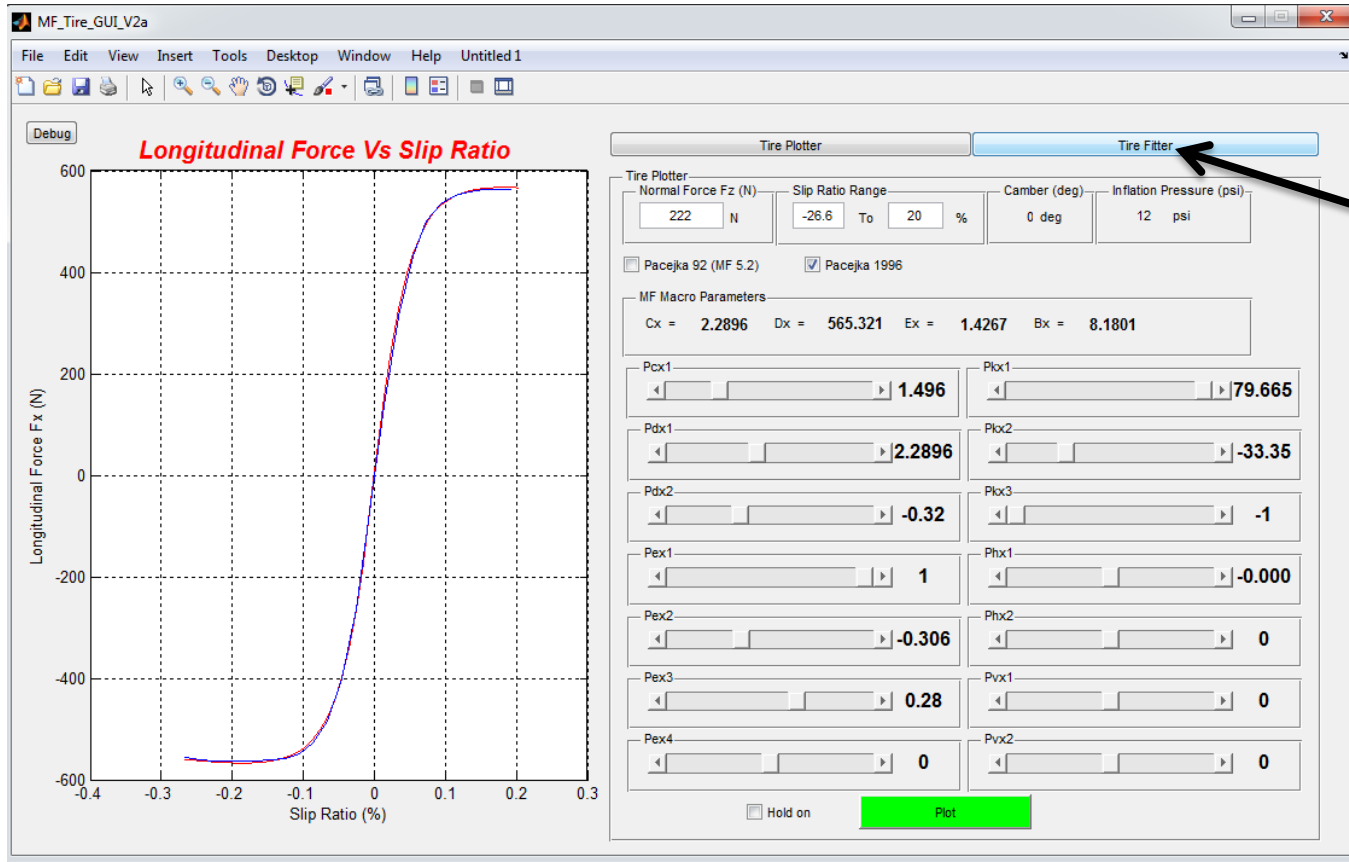 MF_Tire_GUI_V2a
File Edit View Insert Tools Desktop Window Help Untitled 1
Debug
Longitudinal Force Vs Slip Ratio
600
400
200
0
-200
-400
-600
Longitudinal Force Fx (N)
-0.4 -0.3 -0.2 -0.1 0 0.1 0.2 0.3
Slip Ratio (%)
Tire Plotter Tire Fitter
Tire Plotter
Normal Force Fz (N) Slip Ratio Range Camber (deg) Inflation Pressure (psi)
222 N -26.6 To 20 % 0 deg 12 psi
Pacejka 92 (MF 5.2) Pacejka 1996
MF Macro Parameters
Cx = 2.2896 Dx = 565.321 Ex = 1.4267 Bx = 8.1801
Pcx1 Pkx1
1.496 79.665
Pdx1 Pkx2
2.2896 -33.35
Pdx2 Pkx3
-0.32 -1
Pex1 Phx1
1 -0.000
Pex2 Phx2
-0.306 0
Pex3 Pvx1
0.28 0
Pex4 Pvx2
0 0
Hold on Plot